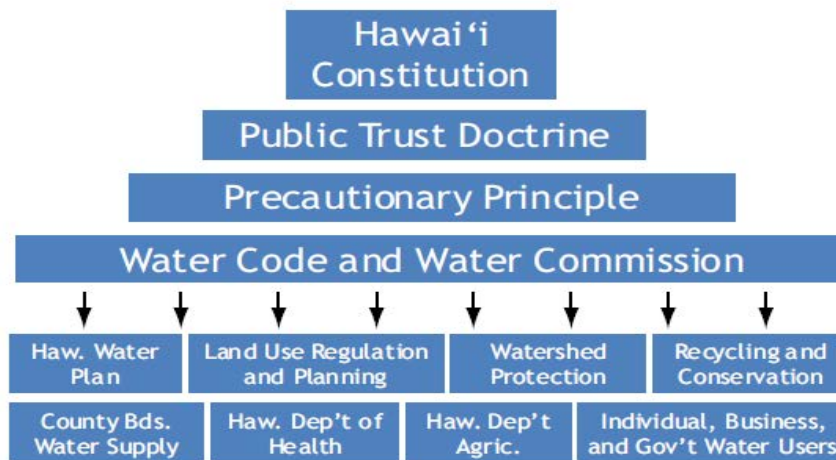 Hawai‘i
Constitution
Public Trust Doctrine
Precautionary Principle
Water Code and Water Commission
Haw. Water
Plan
Land Use Regulation
and Planning
Watershed
Protection
Recycling and
Conservation
County Bds.
Water Supply
Haw. Dep't of
Health
Haw. Dep't
Agric.
Individual, Business,
and Gov't Water Users